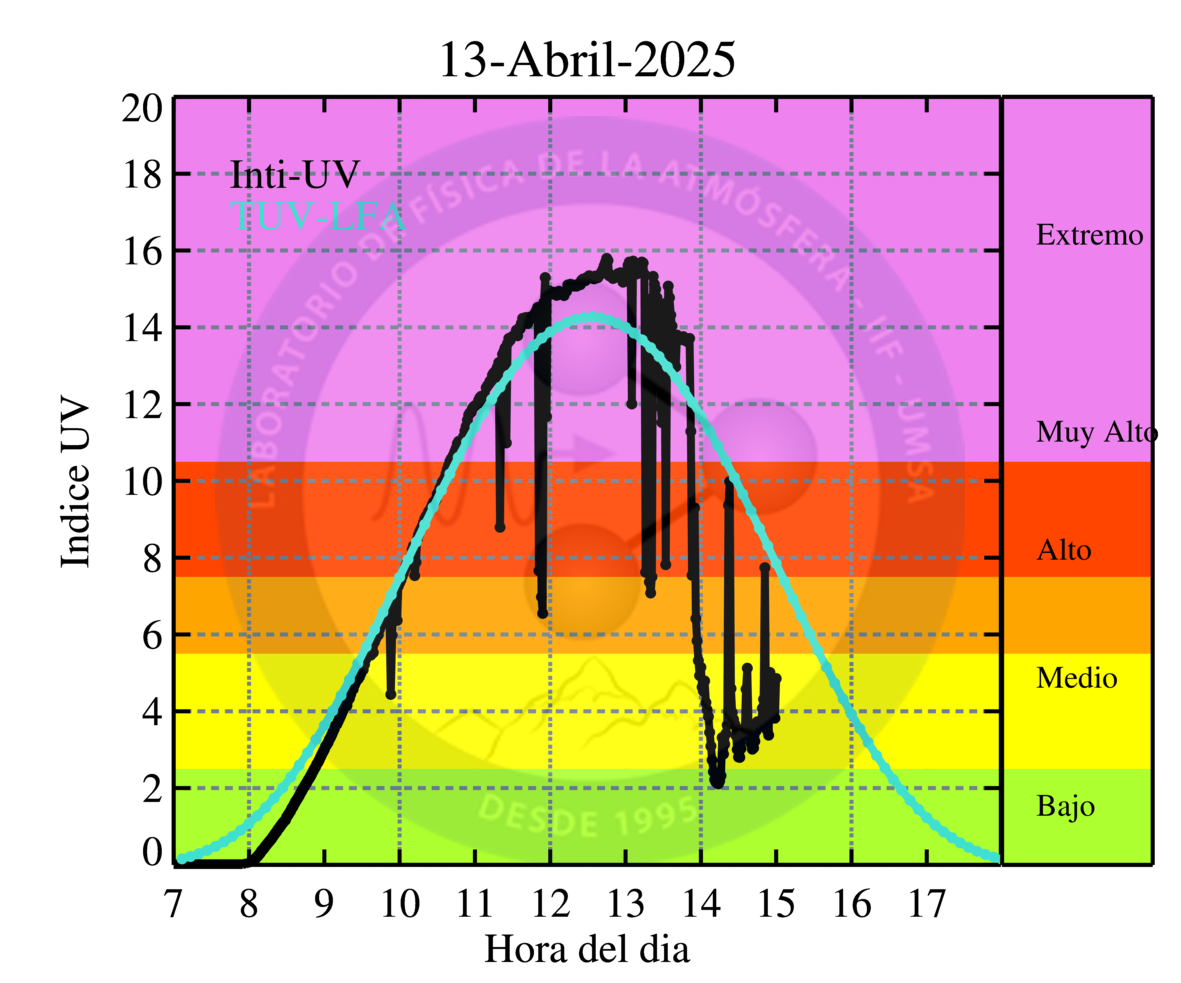 13-Abril-2025
20
18
16
14
12
10
8
6
4
2
0
Indice UV
Inti-UV
TUV-LFA
LABORATORIO DE FÍSICA DE LA ATMÓSFERA - IIF - UMSA
DESDE 1995
Extremo
Muy Alto
Alto
Medio
Bajo
7 8 9 10 11 12 13 14 15 16 17
Hora del dia